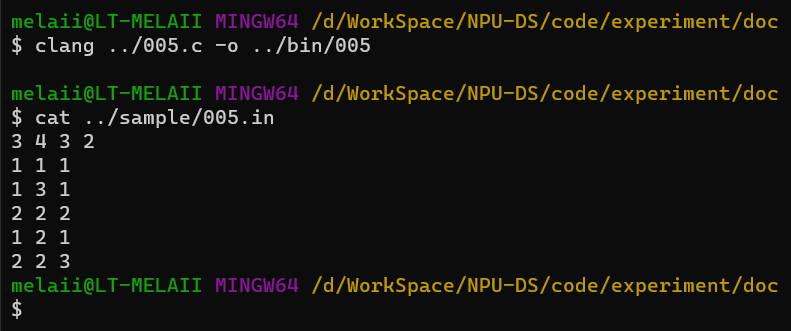 melaii@LT-MELAII MINGW64 /d/WorkSpace/NPU-DS/code/experiment/doc
$ clang ../005.c -o ../bin/005
melaii@LT-MELAII MINGW64 /d/WorkSpace/NPU-DS/code/experiment/doc
$ cat ../sample/005.in
3 4 3 2
1 1 1
1 3 1
2 2 2
1 2 1
2 2 3
melaii@LT-MELAII MINGW64 /d/WorkSpace/NPU-DS/code/experiment/doc
$